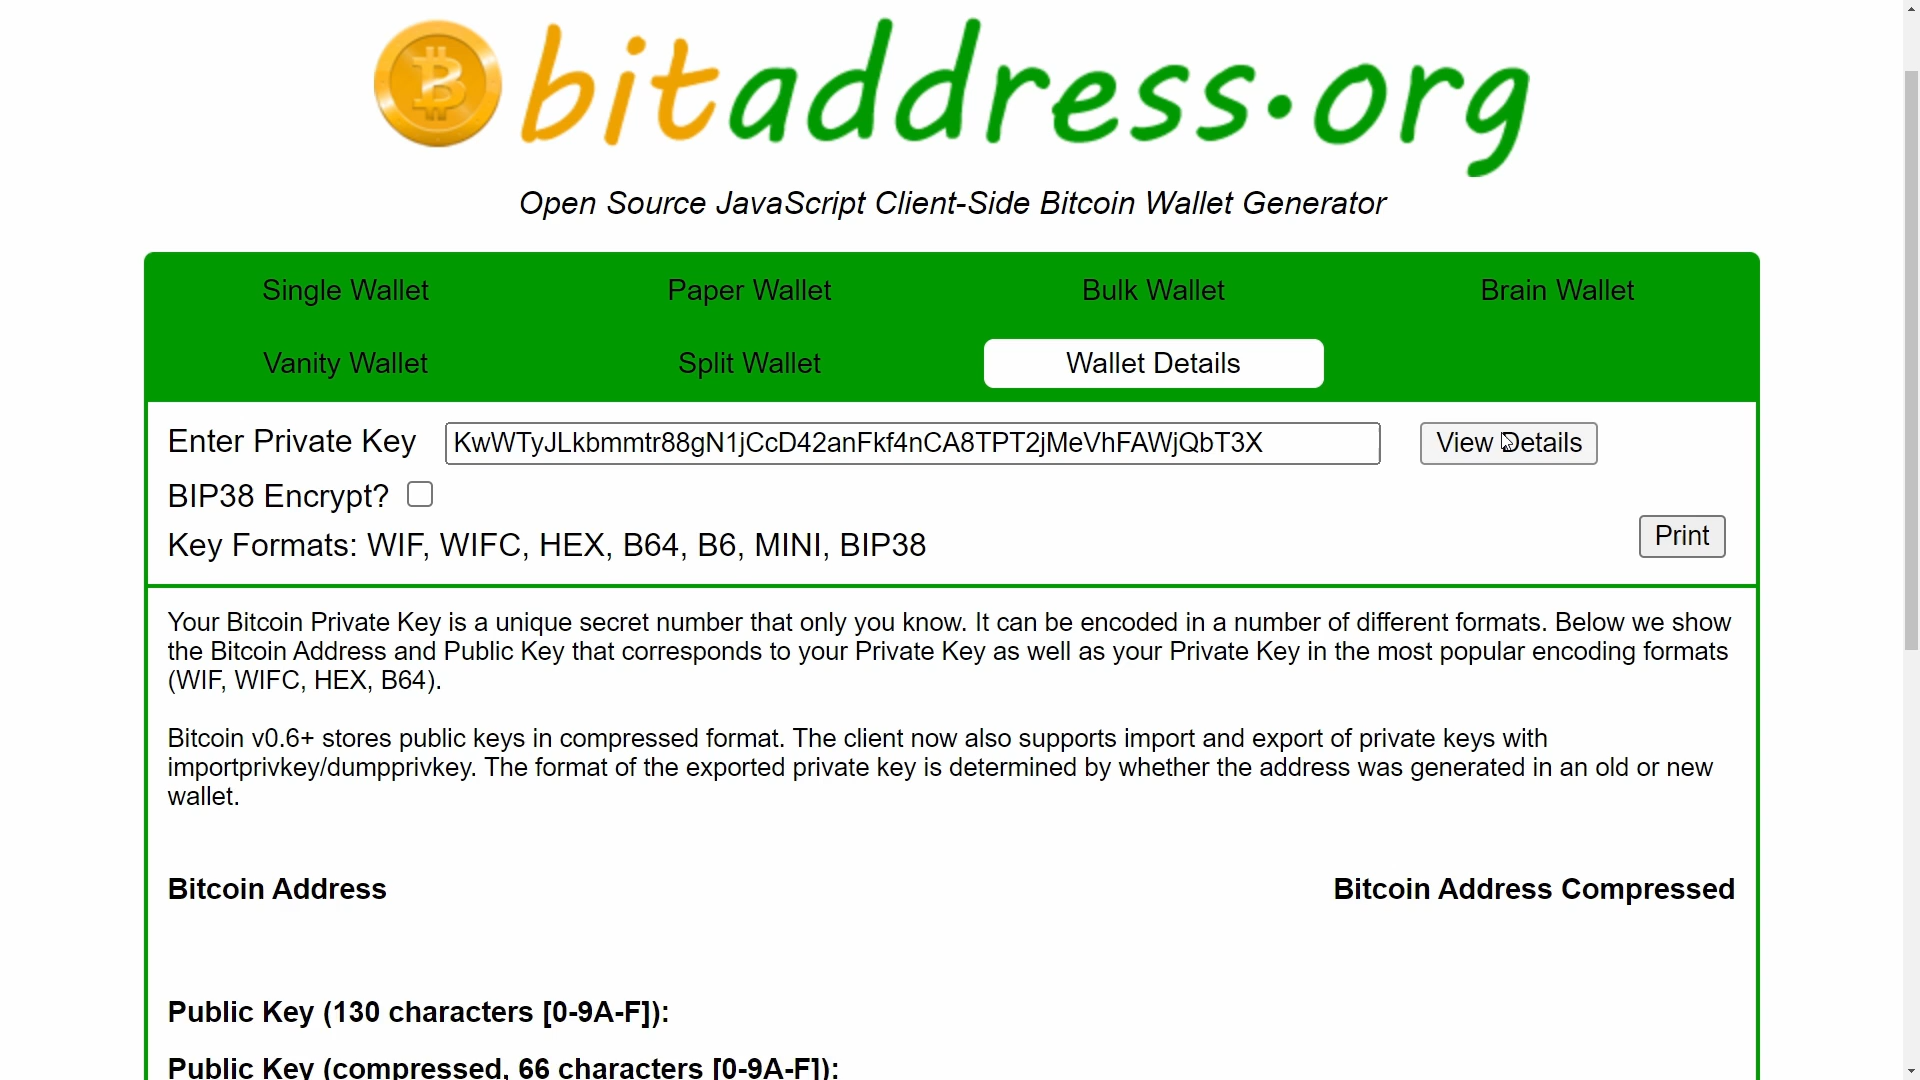 bitaddress.org
Open Source JavaScript Client-Side Bitcoin Wallet Generator
Single Wallet
Paper Wallet
Bulk Wallet
Brain Wallet
Vanity Wallet
Split Wallet
Wallet Details
Enter Private Key
KwWTyJLkbmmtr88gN1jCcD42anFkf4nCA8TPT2jMeVhFAWjQbT3X
View Details
BIP38 Encrypt?
Key Formats: WIF, WIFC, HEX, B64, B6, MINI, BIP38
Print
Your Bitcoin Private Key is a unique secret number that only you know. It can be encoded in a number of different formats. Below we show
the Bitcoin Address and Public Key that corresponds to your Private Key as well as your Private Key in the most popular encoding formats
(WIF, WIFC, HEX, B64).
Bitcoin v0.6+ stores public keys in compressed format. The client now also supports import and export of private keys with
importprivkey/dumpprivkey. The format of the exported private key is determined by whether the address was generated in an old or new
wallet.
Bitcoin Address
Bitcoin Address Compressed
Public Key (130 characters [0-9A-F]):
Public Key (compressed, 66 characters [0-9A-F]):